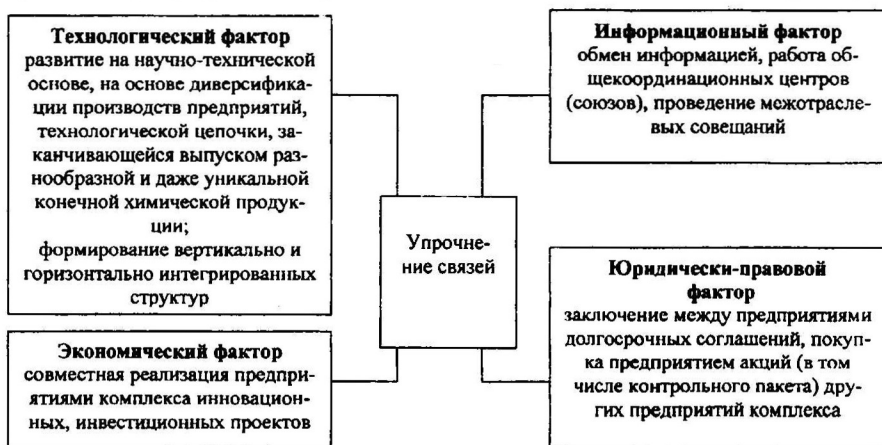 Технологический фактор
развитие на научно-технической
основе, на основе диверсифика-
ции производств предприятий,
технологической цепочки, за-
канчивающейся выпуском раз-
нообразной и даже уникальной
конечной химической продук-
ции;
формирование вертикально и
горизонтально интегрированных
структур
Экономический фактор
совместная реализация предпри-
ятиями комплекса инновацион-
ных, инвестиционных проектов
Упрочне-
ние связей
Информационный фактор
обмен информацией, работа об-
щекоординационных центров
(союзов), проведение межотрасле-
вых совещаний
Юридически-правовой
фактор
заключение между предприятиями
долгосрочных соглашений, покуп-
ка предприятием акций (в том
числе контрольного пакета) дру-
гих предприятий комплекса